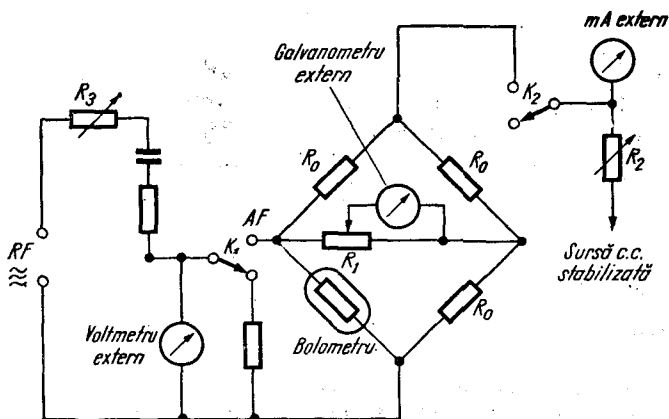 mA extern
Galvanometru
extern
R3
K2
R0
R0
R2
AF
RF
K1
R1
Sursă c.c.
stabilizată
R0
Voltmetru
extern
Bolometru